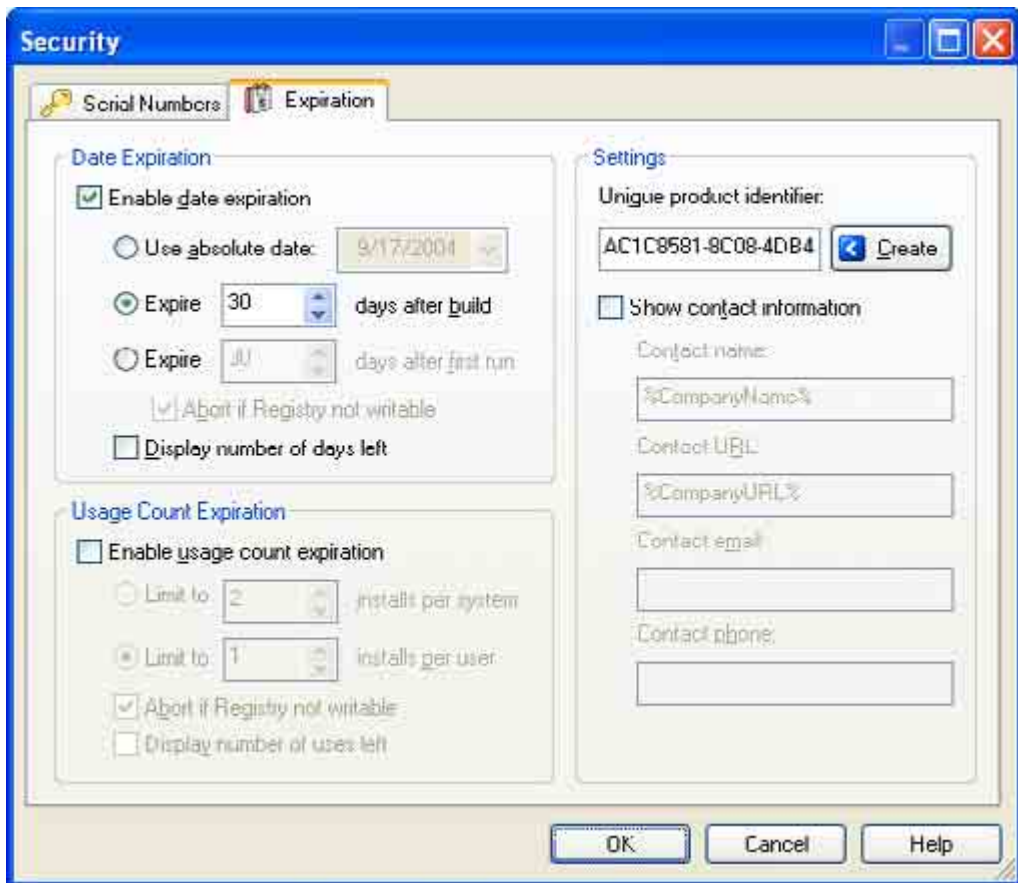 Security
Serial Numbers
Expiration
Date Expiration
Enable date expiration
Use absolute date: 9/17/2004
Expire 30 days after build
Expire 30 days after first run
Abort if Registry not writable
Display number of days left
Usage Count Expiration
Enable usage count expiration
Limit to 2 installs per system
Limit to 1 installs per user
Abort if Registry not writable
Display number of uses left
Settings
Unique product identifier:
AC1C8581-8C08-4DB4 Create
Show contact information
Contact name:
%CompanyName%
Contact URL:
%CompanyURL%
Contact email:
Contact phone:
OK Cancel Help